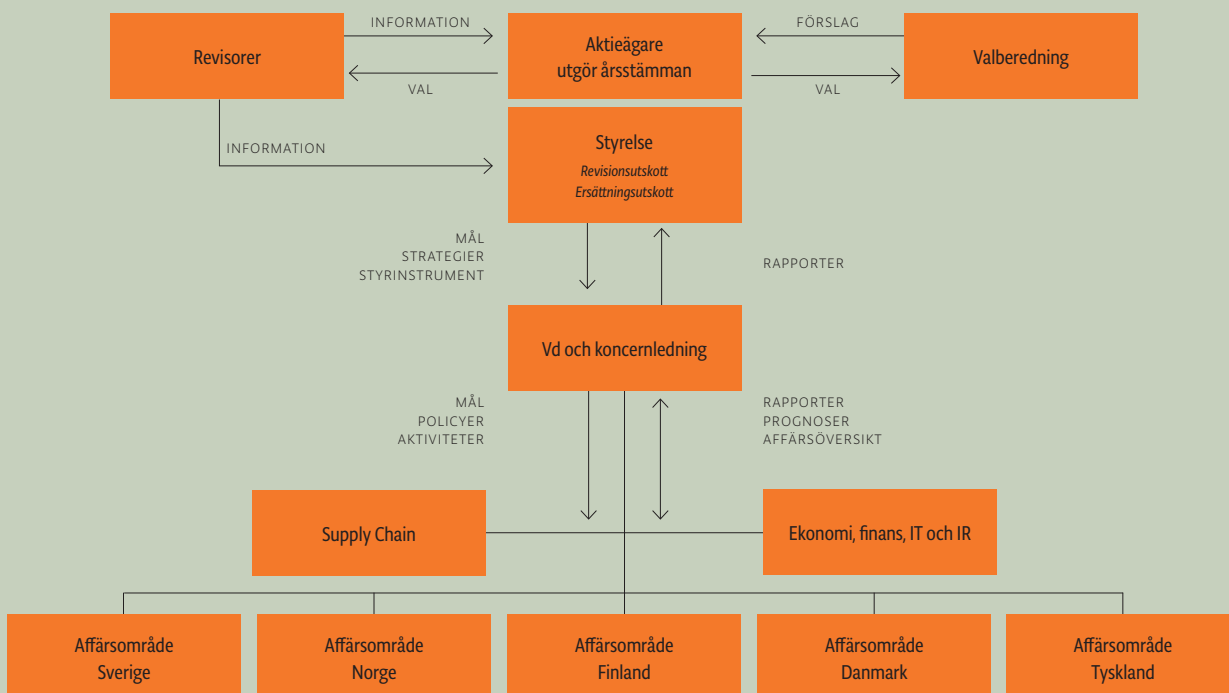 INFORMATION
FÖRSLAG
Revisorer
Aktieägare
utgör årsstämman
Valberedning
VAL
VAL
INFORMATION
Styrelse
Revisionsutskott
Ersättningsutskott
MÅL
STRATEGIER
STYRINSTRUMENT
RAPPORTER
Vd och koncernledning
MÅL
POLICYER
AKTIVITETER
RAPPORTER
PROGNOSER
AFFÄRSÖVERSIKT
Supply Chain
Ekonomi, finans, IT och IR
Affärsområde
Sverige
Affärsområde
Norge
Affärsområde
Finland
Affärsområde
Danmark
Affärsområde
Tyskland